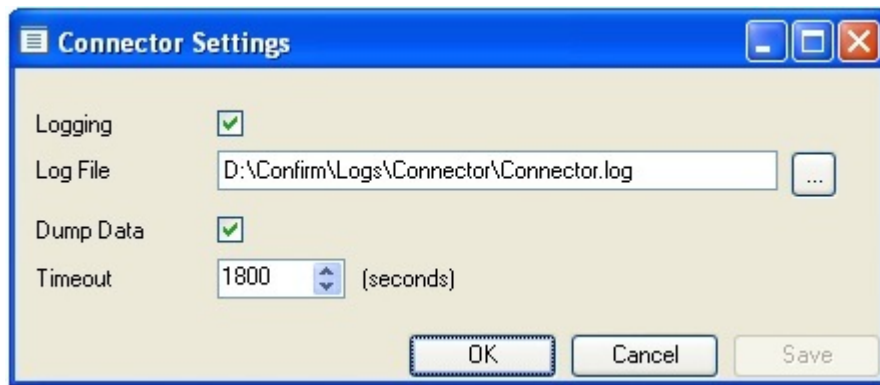 Connector Settings
Logging
Log File D:\Confirm\Logs\Connector\Connector.log ...
Dump Data
Timeout 1800 (seconds)
OK Cancel Save